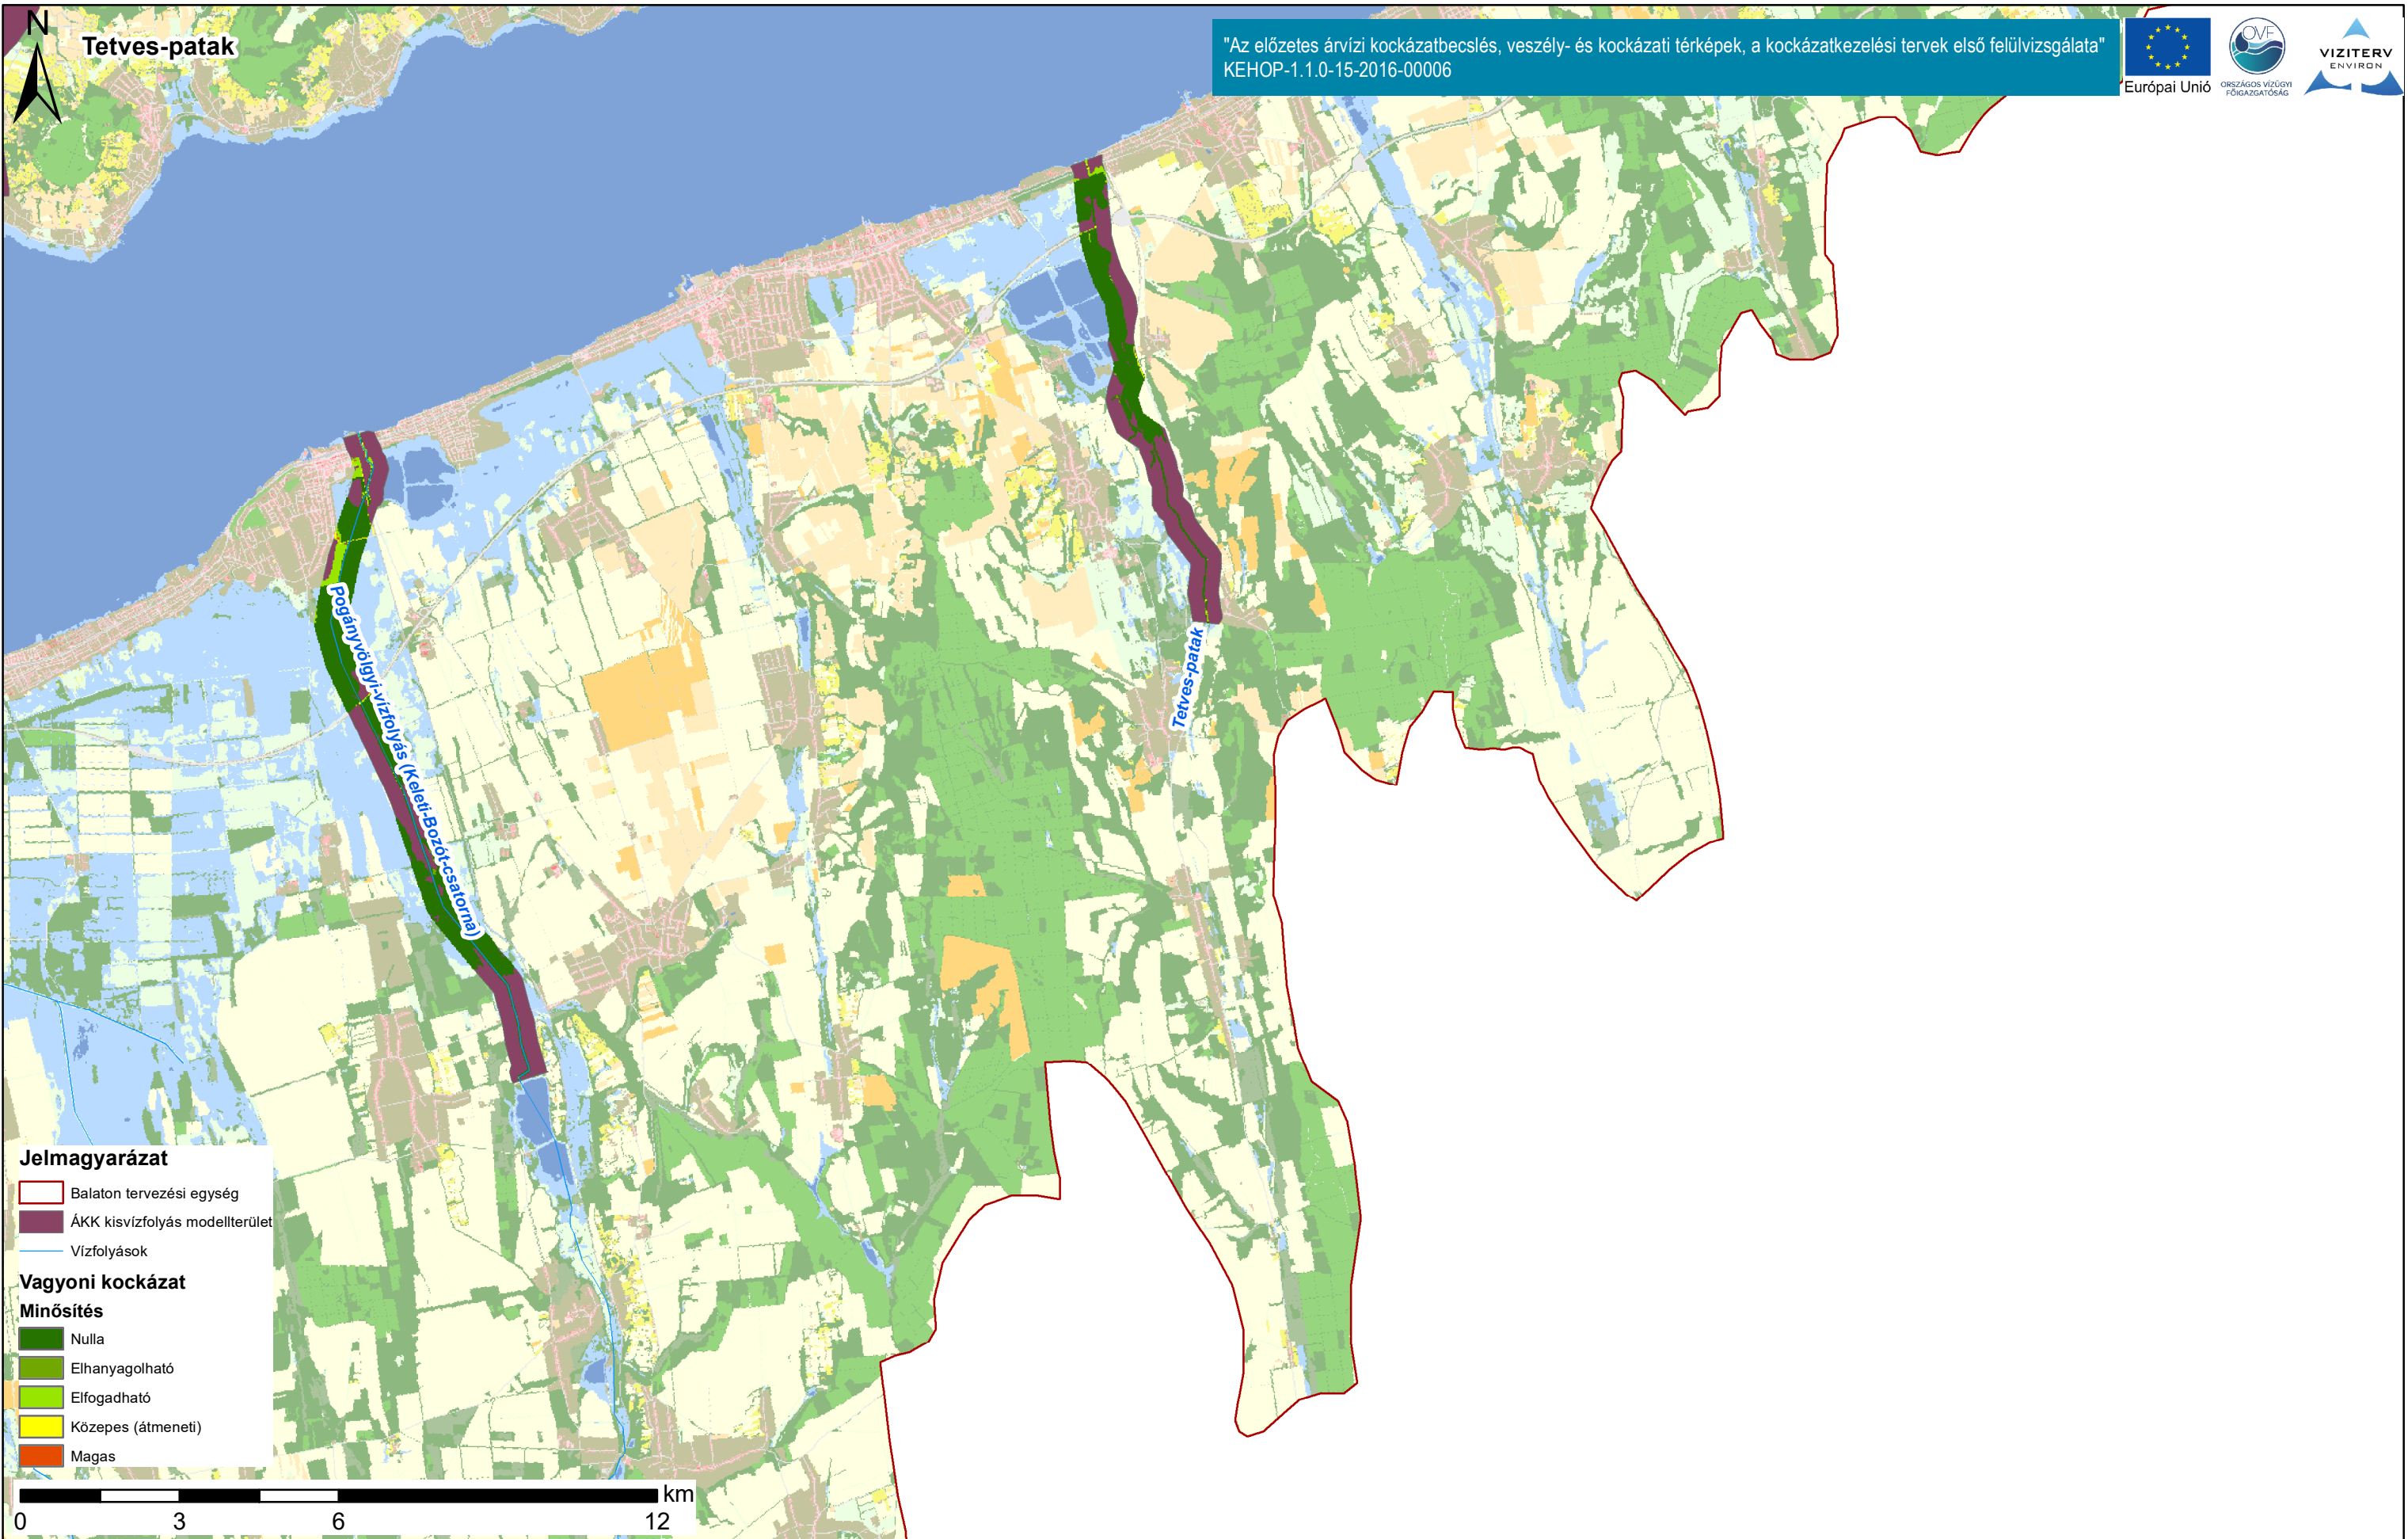 N
Tetves-patak
"Az előzetes árvízi kockázatbecslés, veszély- és kockázati térképek, a kockázatkezelési tervek első felülvizsgálata"
KEHOP-1.1.0-15-2016-00006
Európai Unió
OVF
ORSZÁGOS VÍZÜGYI
FŐIGAZGATÓSÁG
VIZITERV
ENVIRON
Pogányvölgyi-vízfolyás (Keleti-Bozót-csatorna)
Tetves-patak
Jelmagyarázat
Balaton tervezési egység
ÁKK kisvízfolyás modellterület
Vízfolyások
Vagyoni kockázat
Minősítés
Nulla
Elhanyagolható
Elfogadható
Közepes (átmeneti)
Magas
km
0 3 6 12